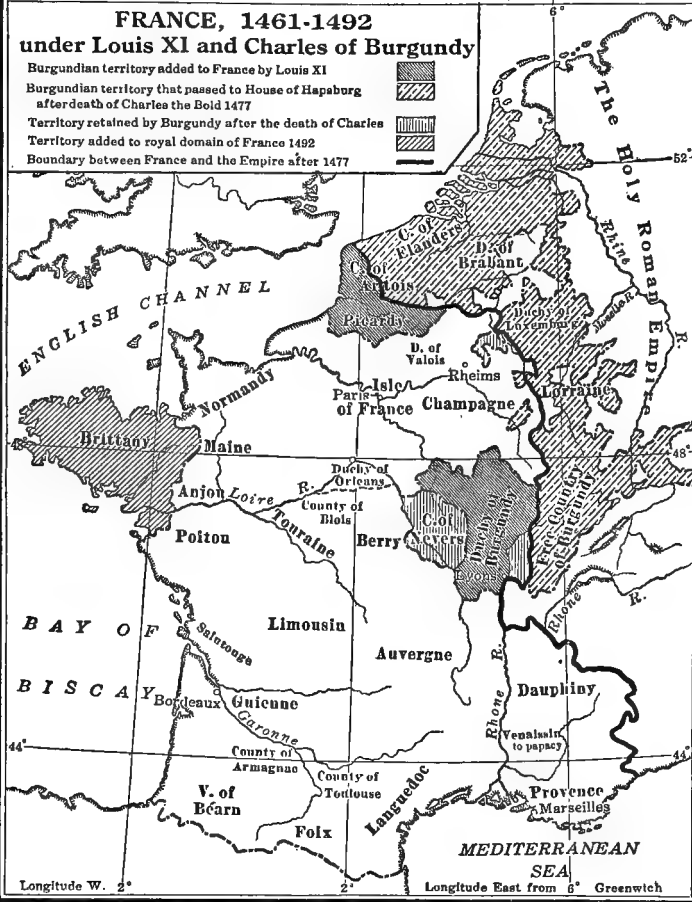 FRANCE, 1461-1492
under Louis XI and Charles of Burgundy
Burgundian territory added to France by Louis XI
Burgundian territory that passed to House of Hapsburg
after death of Charles the Bold 1477
Territory retained by Burgundy after the death of Charles
Territory added to royal domain of France 1492
Boundary between France and the Empire after 1477
6°
52°
The Holy Roman Empire
Rhine
R.
Moselle R.
C. of
Flanders
D. of
Brabant
C. of
Artois
Picardy
Duchy of
Luxemburg
ENGLISH CHANNEL
D. of
Valois
Rheims
Lorraine
Normandy
Isle
Paris
of France
Champagne
Brittany
Maine
48
48°
Duchy of
Orleans
Anjou
Loire R.
County of
Blois
Touraine
Poitou
Berry
C. of
Nevers
Duchy of
Burgundy
Free County
of Burgundy
Lyons
Rhone R.
BAY OF
BISCAY
Saintonge
Limousin
Auvergne
Bordeaux
Guienne
Garonne
Rhone R.
Dauphiny
Venaissin
to papacy
44°
44°
County of
Armagnac
County of
Toulouse
V. of
Béarn
Foix
Languedoc
Provence
Marseilles
MEDITERRANEAN
SEA
Longitude W.
2°
2°
Longitude East from 6° Greenwich